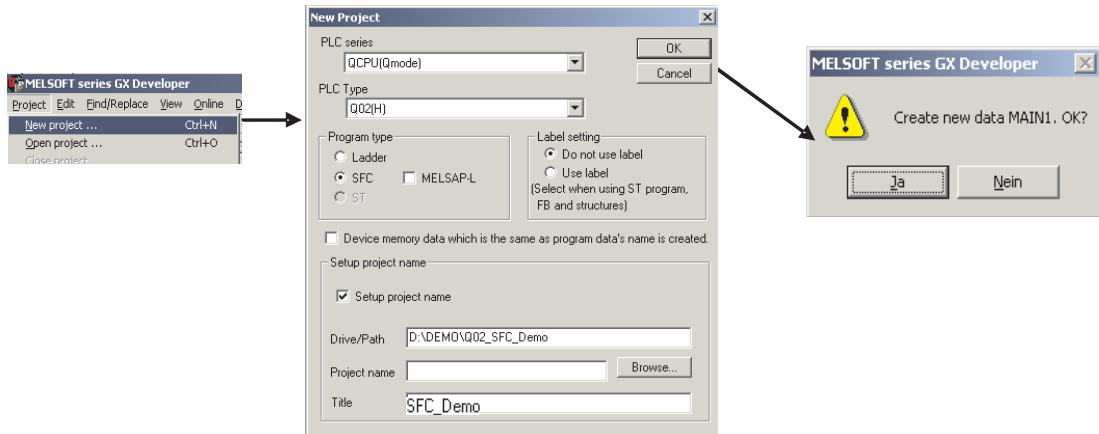 MELSOFT series GX Developer
Project Edit Find/Replace View Online D
New project ... Ctrl+N
Open project ... Ctrl+O
Close project
New Project
PLC series
QCPU(Qmode)
OK
Cancel
PLC Type
Q02(H)
Program type
Ladder
SFC
MELSAP-L
ST
Label setting
Do not use label
Use label
(Select when using ST program,
FB and structures)
Device memory data which is the same as program data's name is created.
Setup project name
Setup project name
Drive/Path D:\DEMO\Q02_SFC_Demo
Project name
Browse...
Title SFC_Demo
MELSOFT series GX Developer
Create new data MAIN1. OK?
Ja Nein